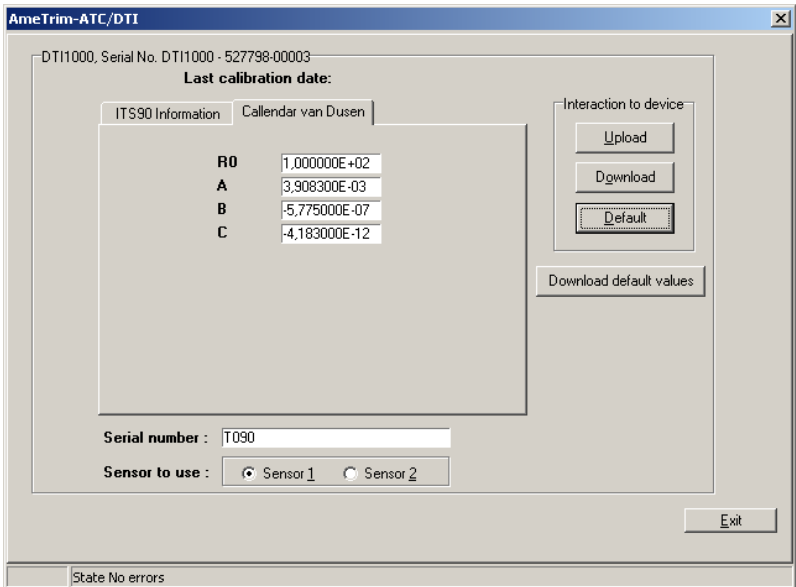 AmeTrim-ATC/DTI
DTI1000, Serial No. DTI1000 - 527798-00003
Last calibration date:
ITS90 Information
Callendar van Dusen
R0 1,000000E+02
A 3,908300E-03
B -5,775000E-07
C -4,183000E-12
Interaction to device
Upload
Download
Default
Download default values
Serial number : T090
Sensor to use : Sensor 1 Sensor 2
Exit
State No errors